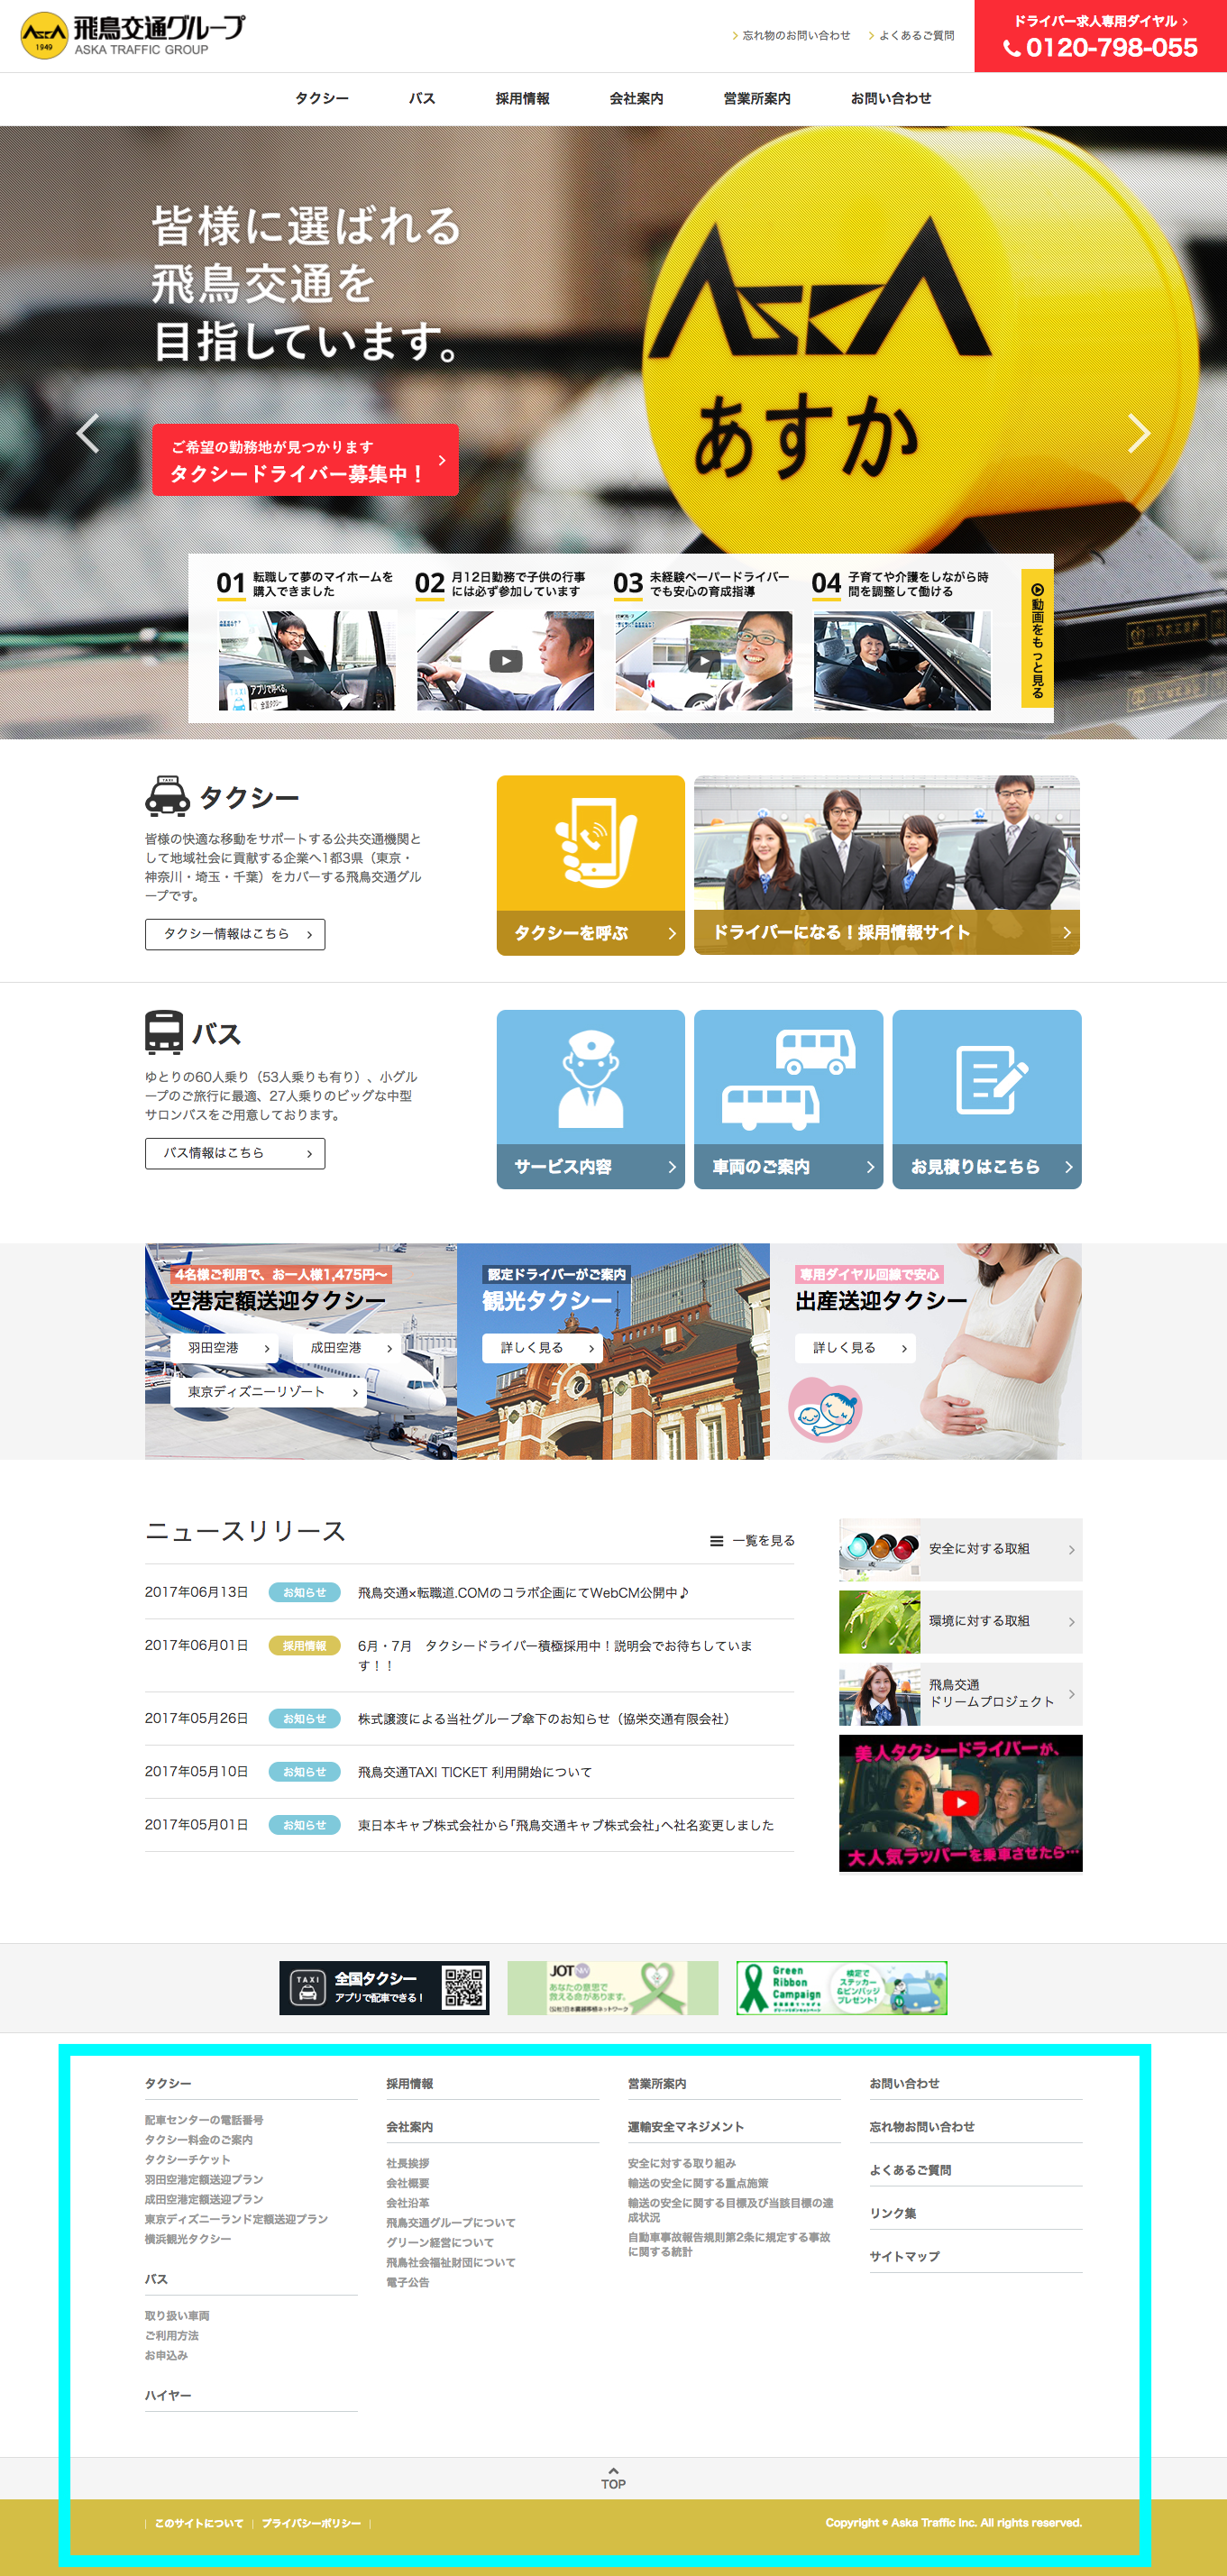 AsKA
1949
飛鳥交通グループ
ASKA TRAFFIC GROUP
忘れ物のお問い合わせ
よくあるご質問
ドライバー求人専用ダイヤル
0120-798-055
タクシー
バス
採用情報
会社案内
営業所案内
お問い合わせ
皆様に選ばれる
飛鳥交通を
目指しています。
AsKA
あすか
ご希望の勤務地が見つかります
タクシードライバー募集中！
01 転職して夢のマイホームを
購入できました
02 月12日勤務で子供の行事
には必ず参加しています
03 未経験ペーパードライバー
でも安心の育成指導
04 子育てや介護をしながら時
間を調整して働ける
動画をもっと見る
TAXI
アプリで呼べる。
全国タクシー
TAXI
タクシー
皆様の快適な移動をサポートする公共交通機関と
して地域社会に貢献する企業へ1都3県（東京・
神奈川・埼玉・千葉）をカバーする飛鳥交通グル
ープです。
タクシー情報はこちら
タクシーを呼ぶ
ドライバーになる！採用情報サイト
バス
ゆとりの60人乗り（53人乗りも有り）、小グル
ープのご旅行に最適、27人乗りのビッグな中型
サロンバスをご用意しております。
バス情報はこちら
サービス内容
車両のご案内
お見積りはこちら
4名様ご利用で、お一人様1,475円〜
空港定額送迎タクシー
羽田空港
成田空港
東京ディズニーリゾート
認定ドライバーがご案内
観光タクシー
詳しく見る
専用ダイヤル回線で安心
出産送迎タクシー
詳しく見る
ニュースリリース
一覧を見る
2017年06月13日 お知らせ 飛鳥交通×転職道.COMのコラボ企画にてWebCM公開中♪
2017年06月01日 採用情報 6月・7月　タクシードライバー積極採用中！説明会でお待ちしていま
す！！
2017年05月26日 お知らせ 株式譲渡による当社グループ傘下のお知らせ（協栄交通有限会社）
2017年05月10日 お知らせ 飛鳥交通TAXI TICKET 利用開始について
2017年05月01日 お知らせ 東日本キャブ株式会社から「飛鳥交通キャブ株式会社」へ社名変更しました
安全に対する取組
環境に対する取組
飛鳥交通
ドリームプロジェクト
美人タクシードライバーが、
大人気ラッパーを乗車させたら…
TAXI
全国タクシー
アプリで配車できる！
JOT
あなたの意思で
救える命があります。
(公社)日本臓器移植ネットワーク
Green
Ribbon
Campaign
検定で
ステッカー
&ピンバッジ
プレゼント!
タクシー
配車センターの電話番号
タクシー料金のご案内
タクシーチケット
羽田空港定額送迎プラン
成田空港定額送迎プラン
東京ディズニーランド定額送迎プラン
横浜観光タクシー
バス
取り扱い車両
ご利用方法
お申込み
ハイヤー
採用情報
会社案内
社長挨拶
会社概要
会社沿革
飛鳥交通グループについて
グリーン経営について
飛鳥社会福祉財団について
電子公告
営業所案内
運輸安全マネジメント
安全に対する取り組み
輸送の安全に関する重点施策
輸送の安全に関する目標及び当該目標の達
成状況
自動車事故報告規則第2条に規定する事故
に関する統計
お問い合わせ
忘れ物お問い合わせ
よくあるご質問
リンク集
サイトマップ
TOP
このサイトについて
プライバシーポリシー
Copyright © Aska Traffic Inc. All rights reserved.